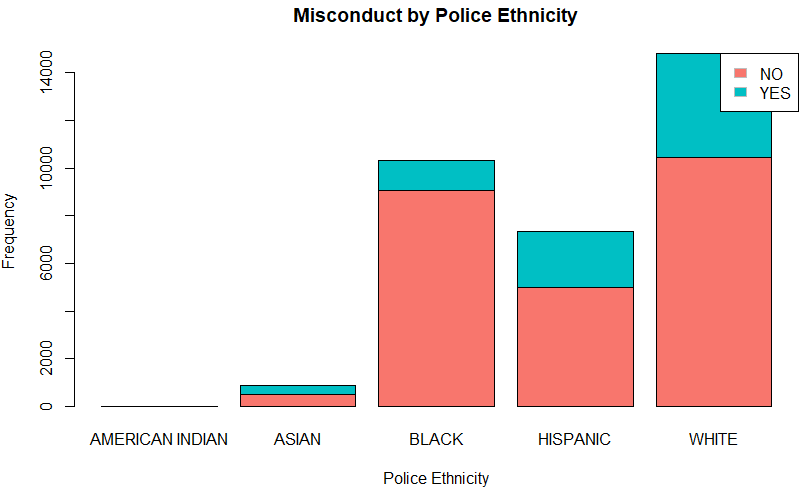 Misconduct by Police Ethnicity
NO
YES
14000
10000
6000
2000
0
Frequency
AMERICAN INDIAN ASIAN BLACK HISPANIC WHITE
Police Ethnicity